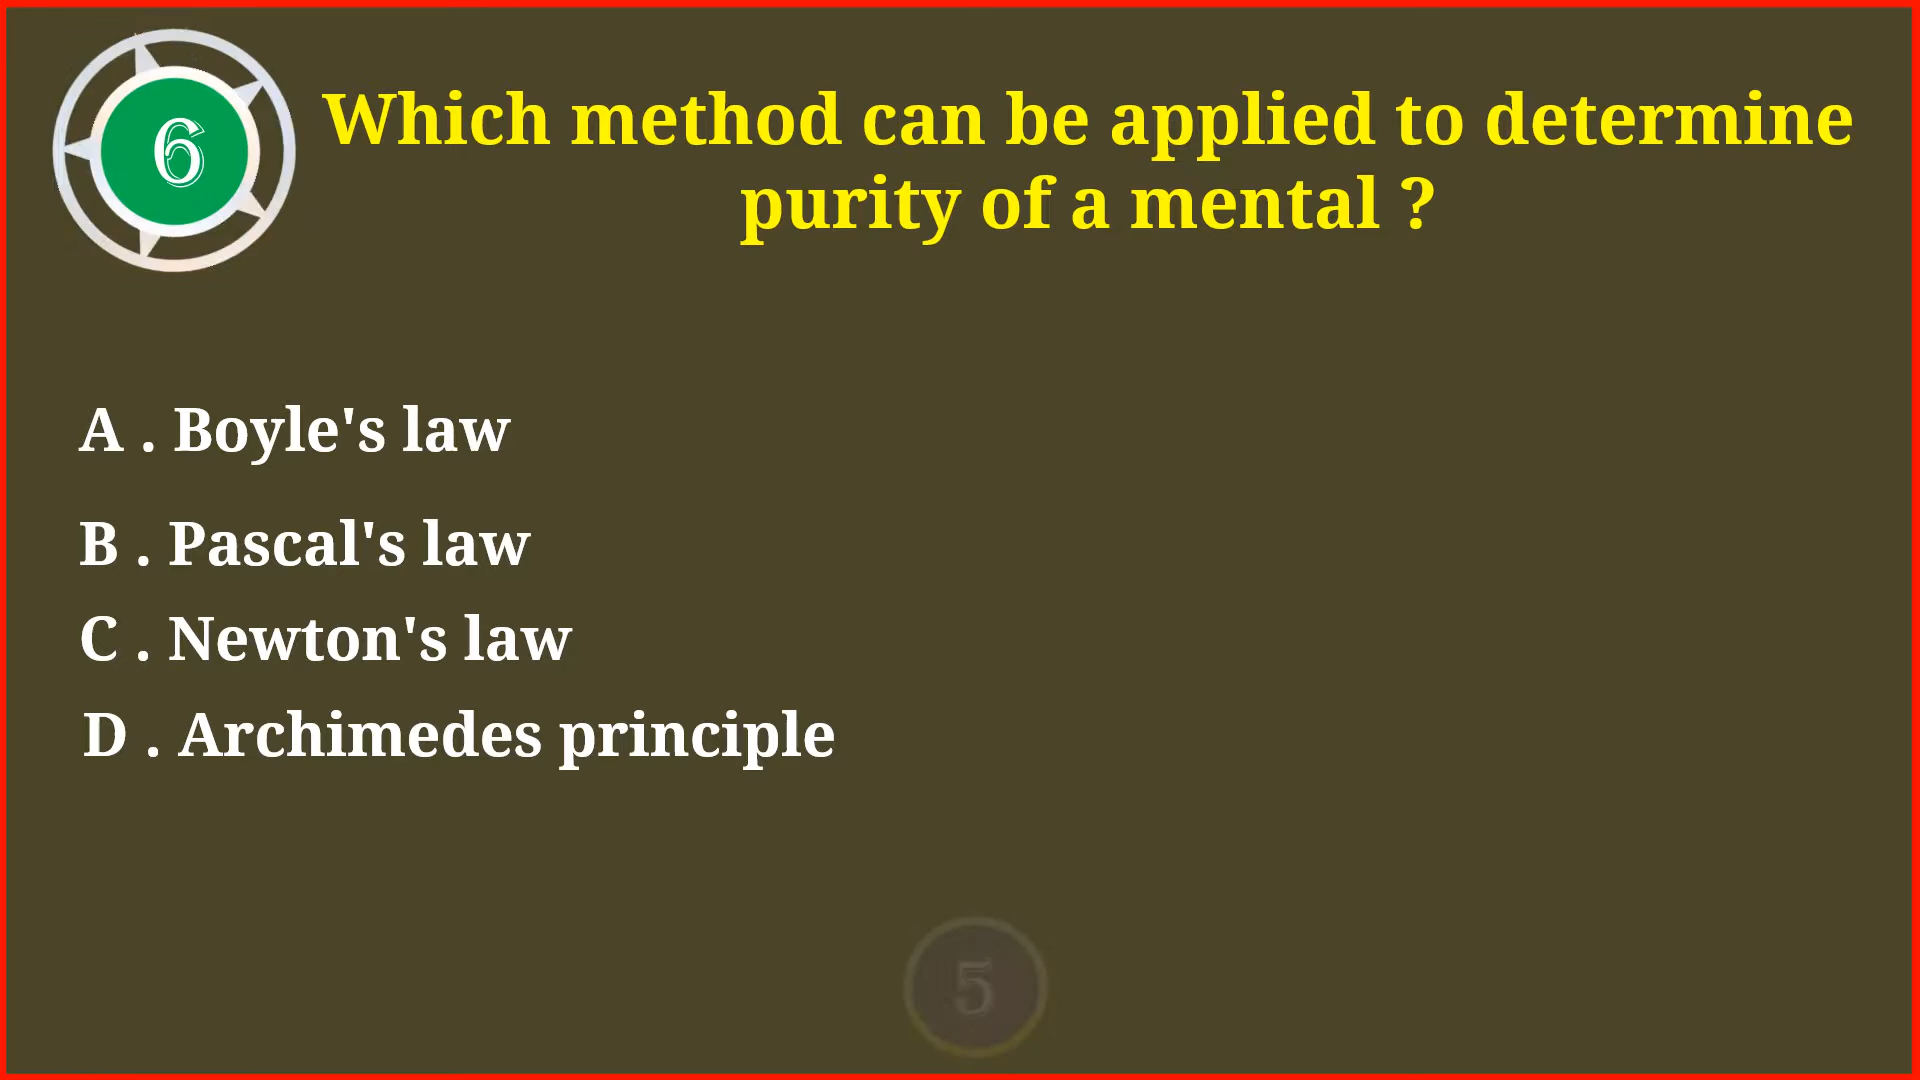 6
Which method can be applied to determine
purity of a mental ?
A . Boyle's law
B . Pascal's law
C . Newton's law
D . Archimedes principle
5